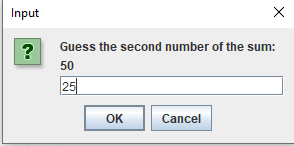 Input
Guess the second number of the sum:
50
25
OK Cancel